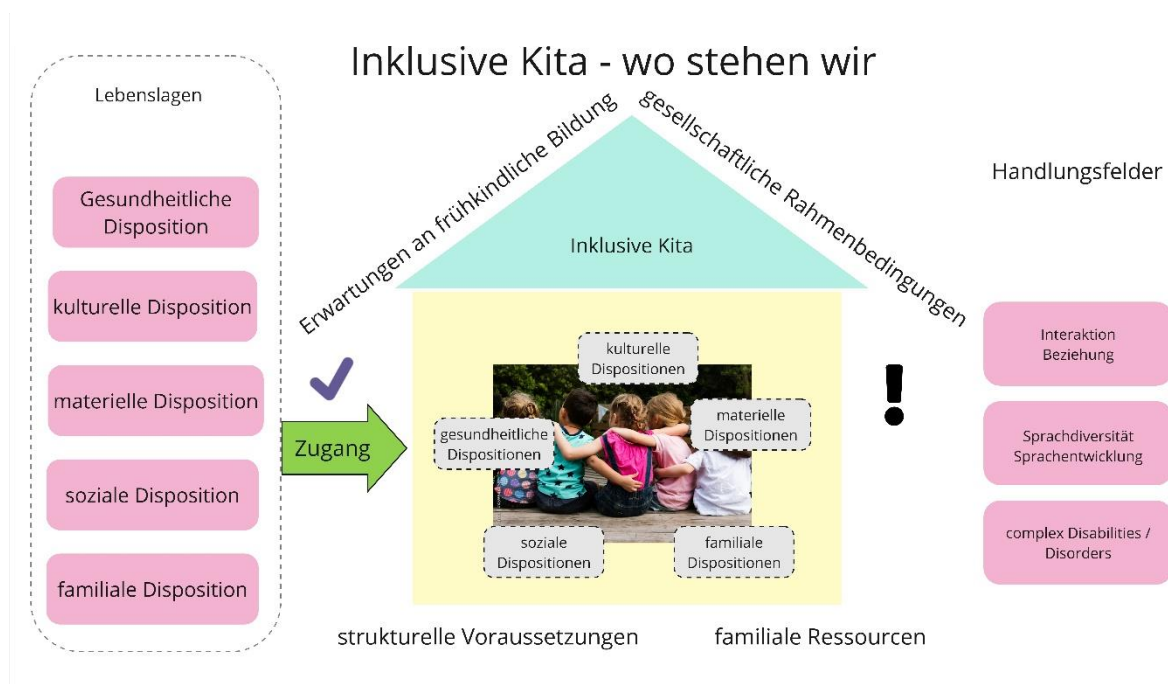 Inklusive Kita - wo stehen wir
Lebenslagen
Gesundheitliche
Disposition
kulturelle Disposition
materielle Disposition
soziale Disposition
familiale Disposition
Zugang
Erwartungen an frühkindliche Bildung
gesellschaftliche Rahmenbedingungen
Inklusive Kita
kulturelle
Dispositionen
gesundheitliche
Dispositionen
materielle
Dispositionen
soziale
Dispositionen
familiale
Dispositionen
!
strukturelle Voraussetzungen
familiale Ressourcen
Handlungsfelder
Interaktion
Beziehung
Sprachdiversität
Sprachentwicklung
complex Disabilities /
Disorders